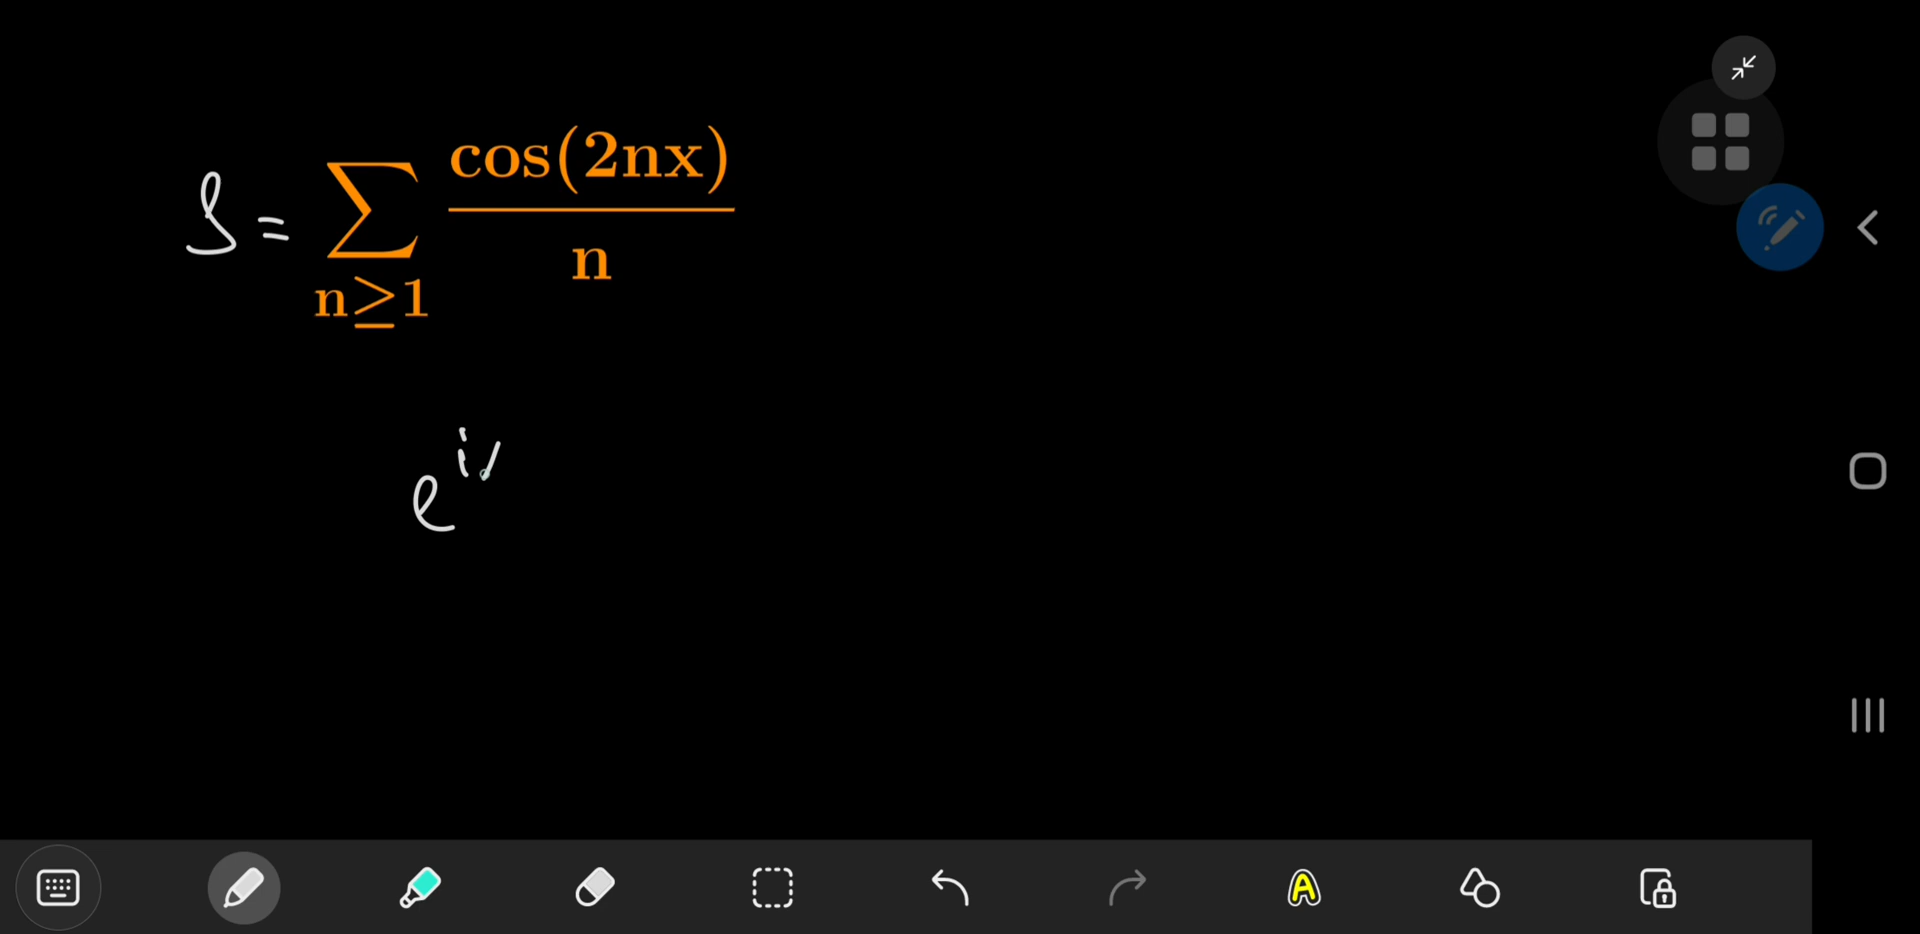 S = ∑ n≥1 cos(2nx) / n
e^i